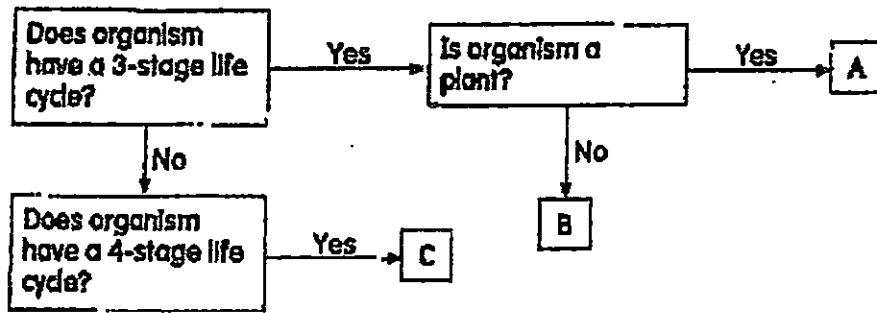 Does organism
have a 3-stage life
cycle?
Yes
Is organism a
plant?
Yes
A
No
No
B
Does organism
have a 4-stage life
cycle?
Yes
C